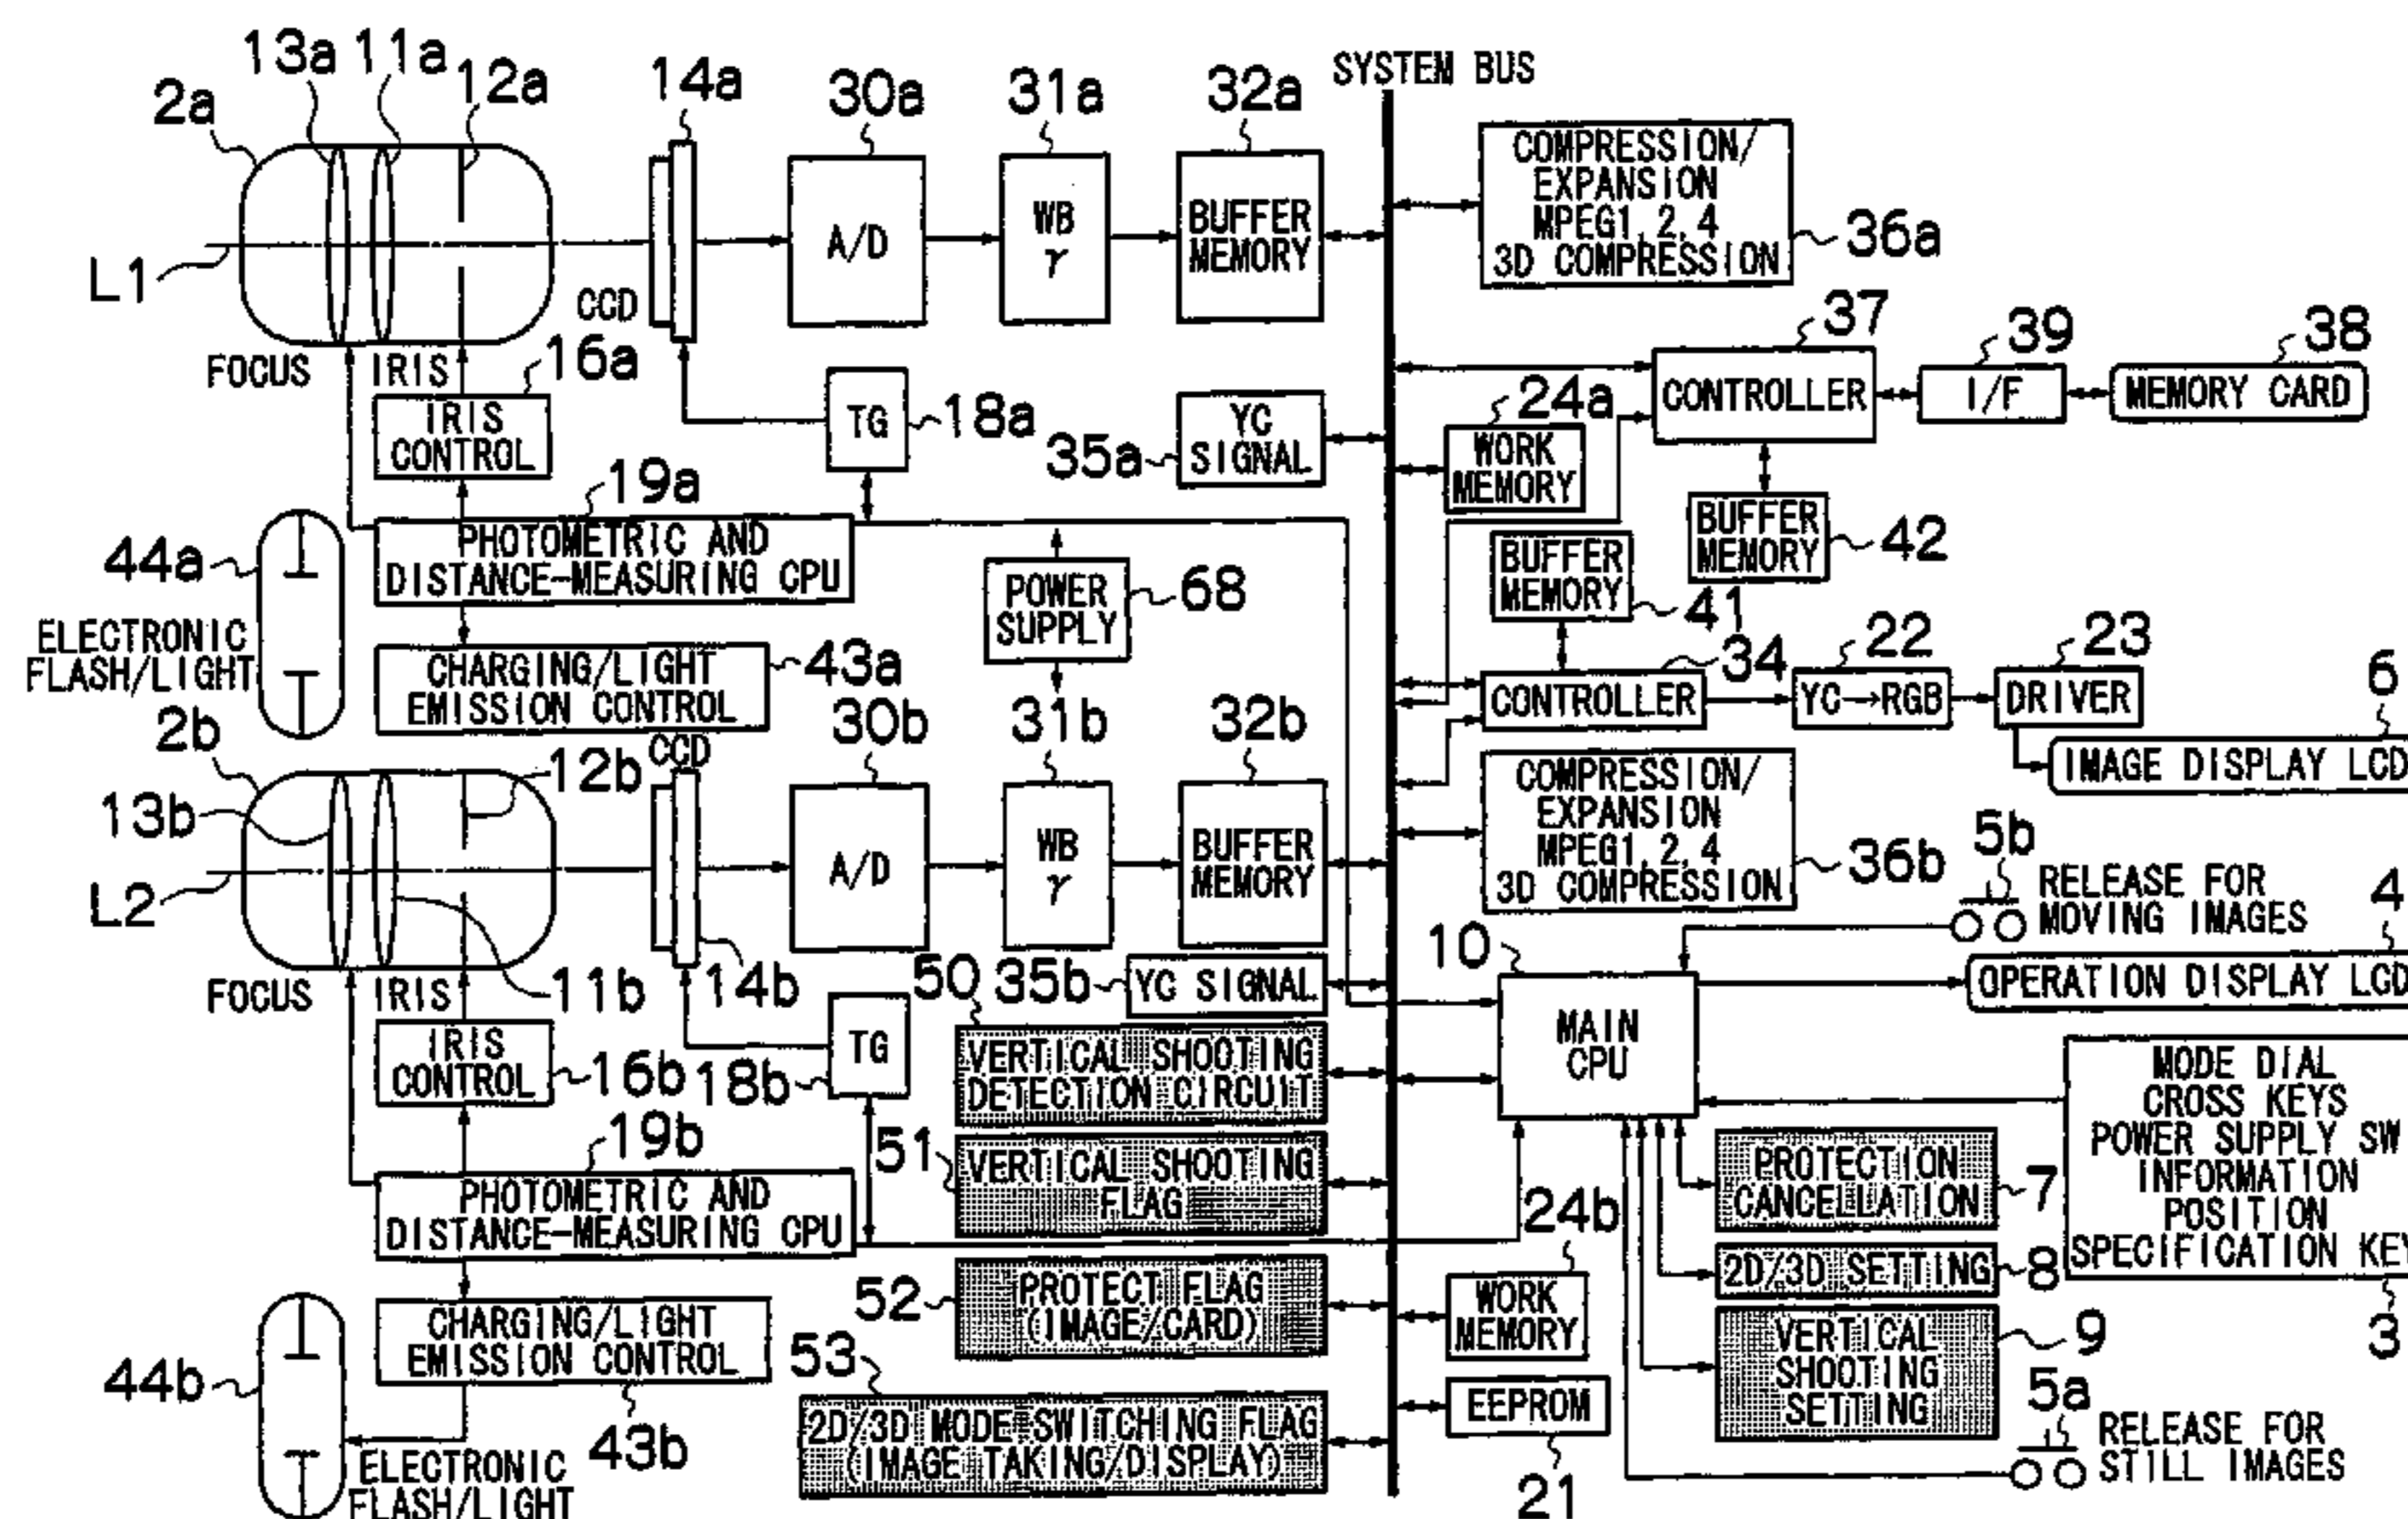 13a 11a 12a 14a 30a 31a 32a SYSTEM BUS
2a
L1
FOCUS
IRIS
16a
IRIS
CONTROL
CCD
A/D
WB
γ
BUFFER
MEMORY
COMPRESSION/
EXPANSION
MPEG1,2,4
3D COMPRESSION
36a
37
CONTROLLER
39
I/F
38
MEMORY CARD
TG
18a
35a
YC
SIGNAL
24a
WORK
MEMORY
BUFFER
MEMORY
42
19a
PHOTOMETRIC AND
DISTANCE-MEASURING CPU
44a
ELECTRONIC
FLASH/LIGHT
CHARGING/LIGHT
EMISSION CONTROL
43a
POWER
SUPPLY
68
BUFFER
MEMORY
41
34
CONTROLLER
22
YC→RGB
23
DRIVER
6
IMAGE DISPLAY LCD
2b
13b
L2
12b
11b
FOCUS
IRIS
IRIS
CONTROL
16b
CCD
14b
30b
A/D
31b
WB
γ
32b
BUFFER
MEMORY
COMPRESSION/
EXPANSION
MPEG1,2,4
3D COMPRESSION
36b
5b
RELEASE FOR
MOVING IMAGES
4
OPERATION DISPLAY LCD
10
MAIN
CPU
TG
18b
35b
YC SIGNAL
50
VERTICAL SHOOTING
DETECTION CIRCUIT
51
VERTICAL SHOOTING
FLAG
19b
PHOTOMETRIC AND
DISTANCE-MEASURING CPU
52
PROTECT FLAG
(IMAGE/CARD)
53
2D/3D MODE SWITCHING FLAG
(IMAGE TAKING/DISPLAY)
44b
ELECTRONIC
FLASH/LIGHT
CHARGING/LIGHT
EMISSION CONTROL
43b
24b
WORK
MEMORY
EEPROM
21
PROTECTION
CANCELLATION
7
2D/3D SETTING
8
VERTICAL
SHOOTING
SETTING
9
MODE DIAL
CROSS KEYS
POWER SUPPLY SW
INFORMATION
POSITION
SPECIFICATION KEY
3
5a
RELEASE FOR
STILL IMAGES